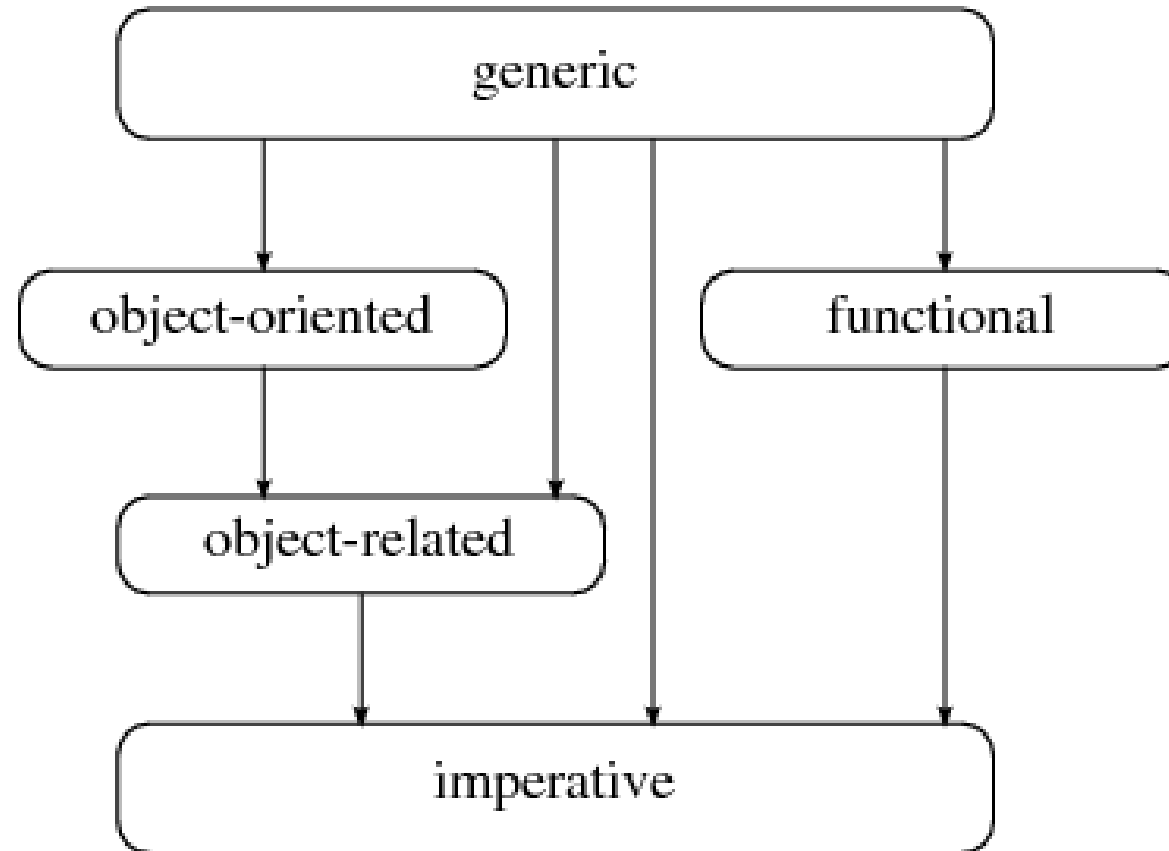 generic
object-oriented
functional
object-related
imperative